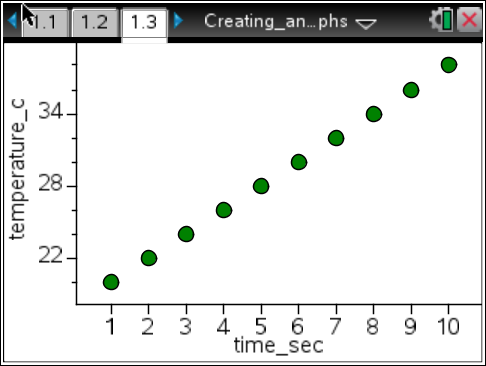 1.1 1.2 1.3 Creating_an…phs
temperature_c
34
28
22
1 2 3 4 5 6 7 8 9 10
time_sec